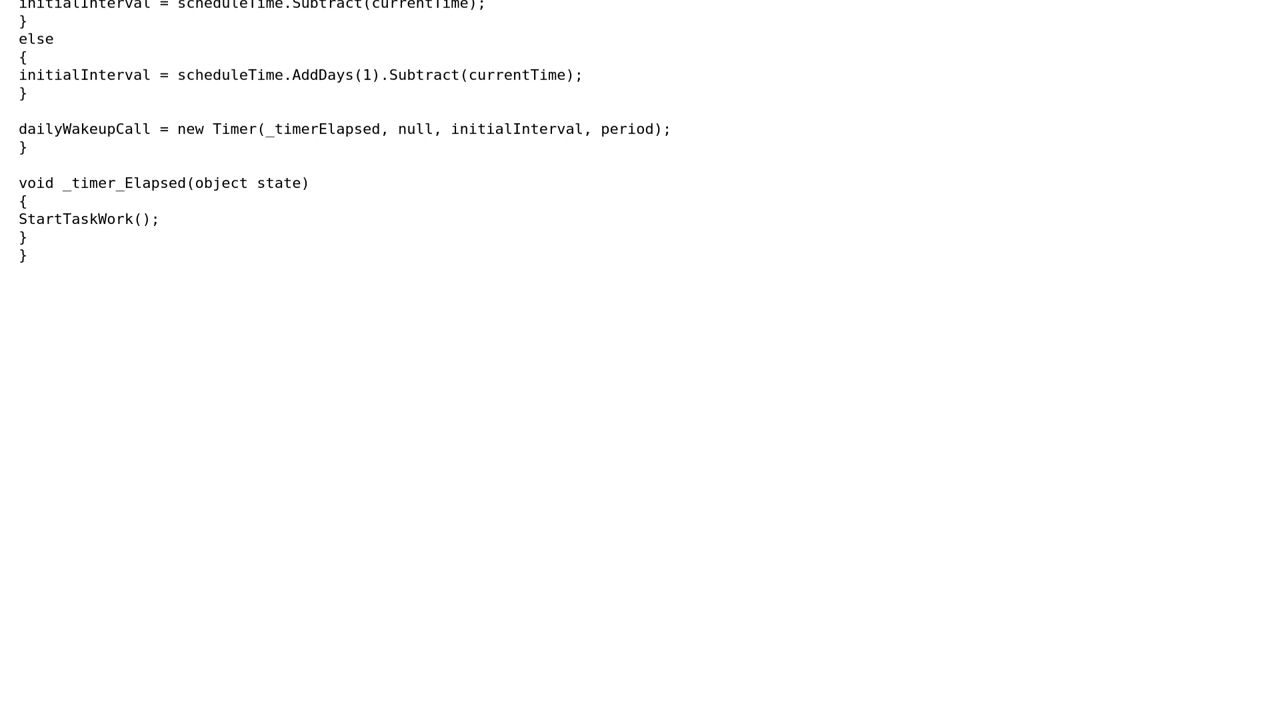 initialInterval = scheduleTime.Subtract(currentTime);
}
else
{
initialInterval = scheduleTime.AddDays(1).Subtract(currentTime);
}
dailyWakeupCall = new Timer(_timerElapsed, null, initialInterval, period);
}
void _timer_Elapsed(object state)
{
StartTaskWork();
}
}